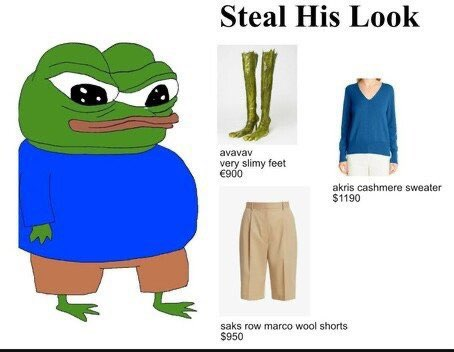 Steal His Look
avavav
very slimy feet
€900
akris cashmere sweater
$1190
saks row marco wool shorts
$950